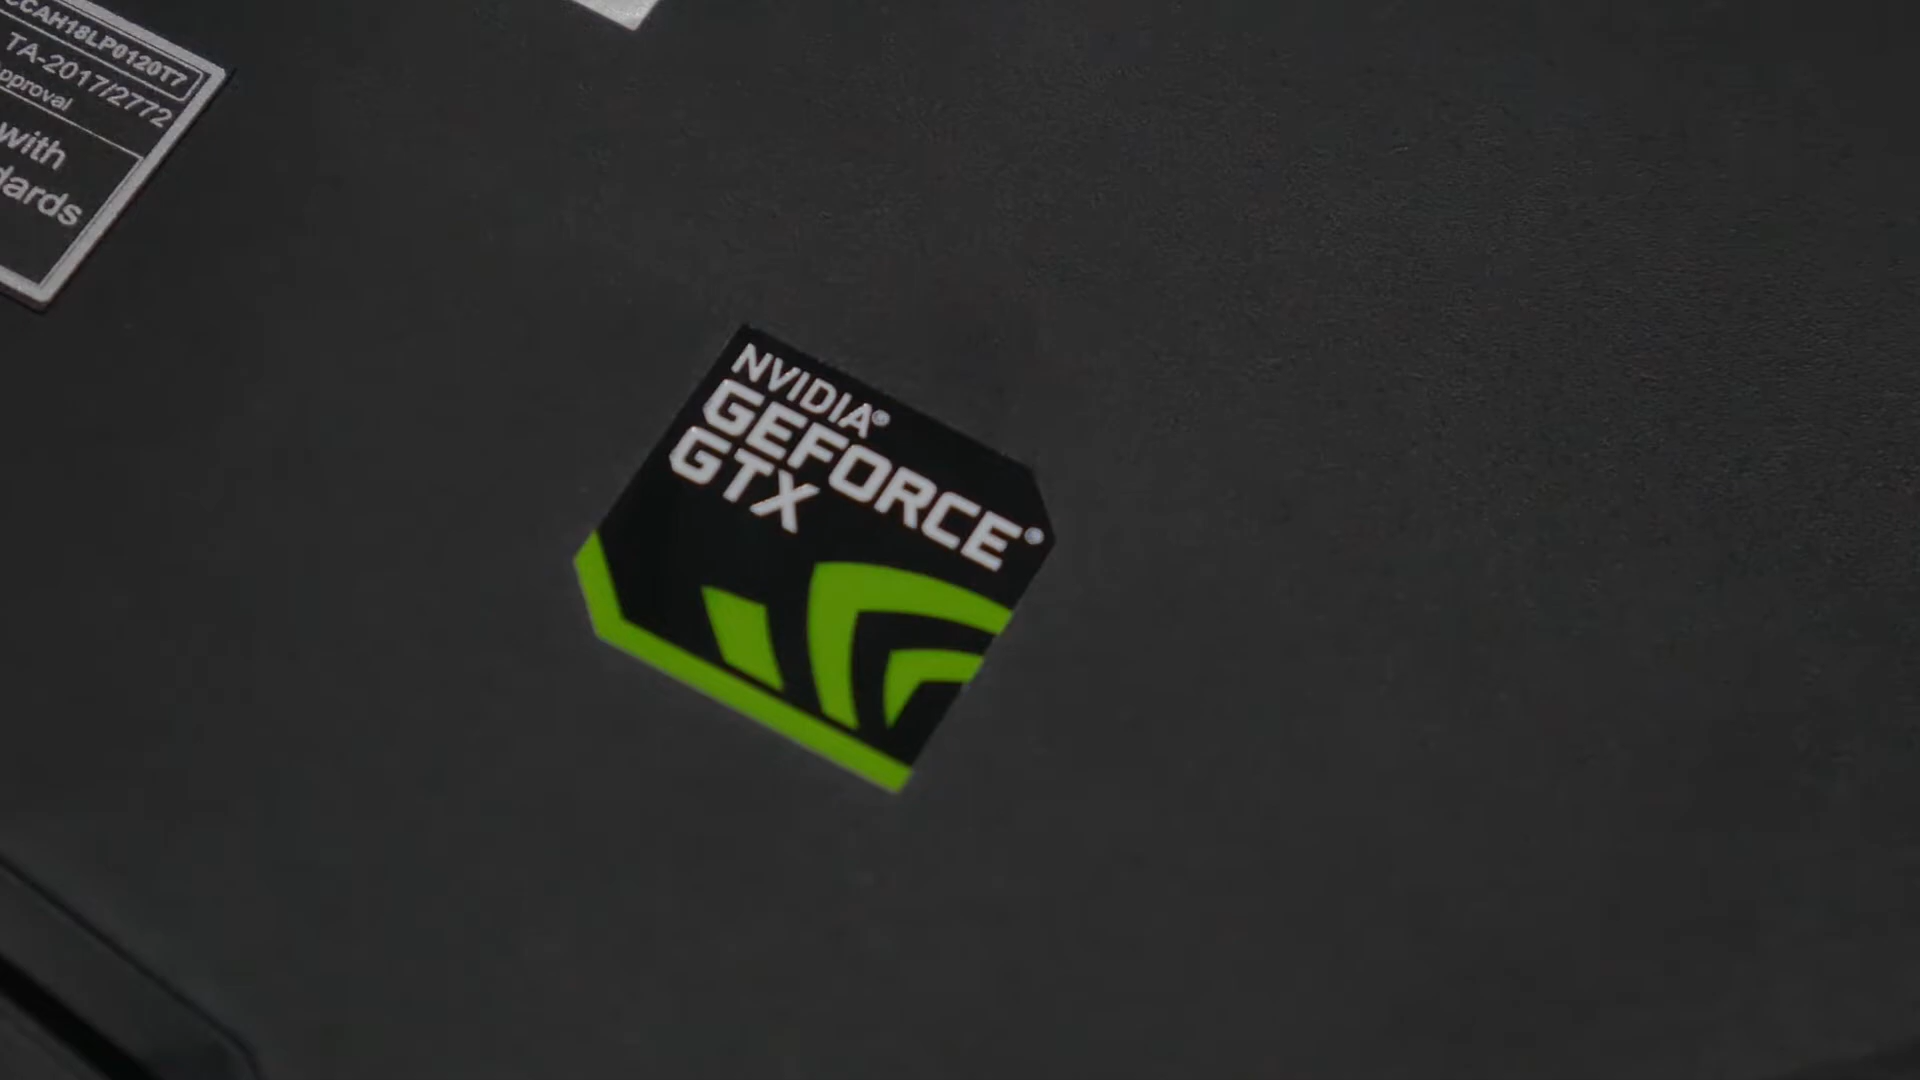 CCAH18LP0120T7
TA-2017/2772
pproval
with
dards
NVIDIA®
GEFORCE®
GTX